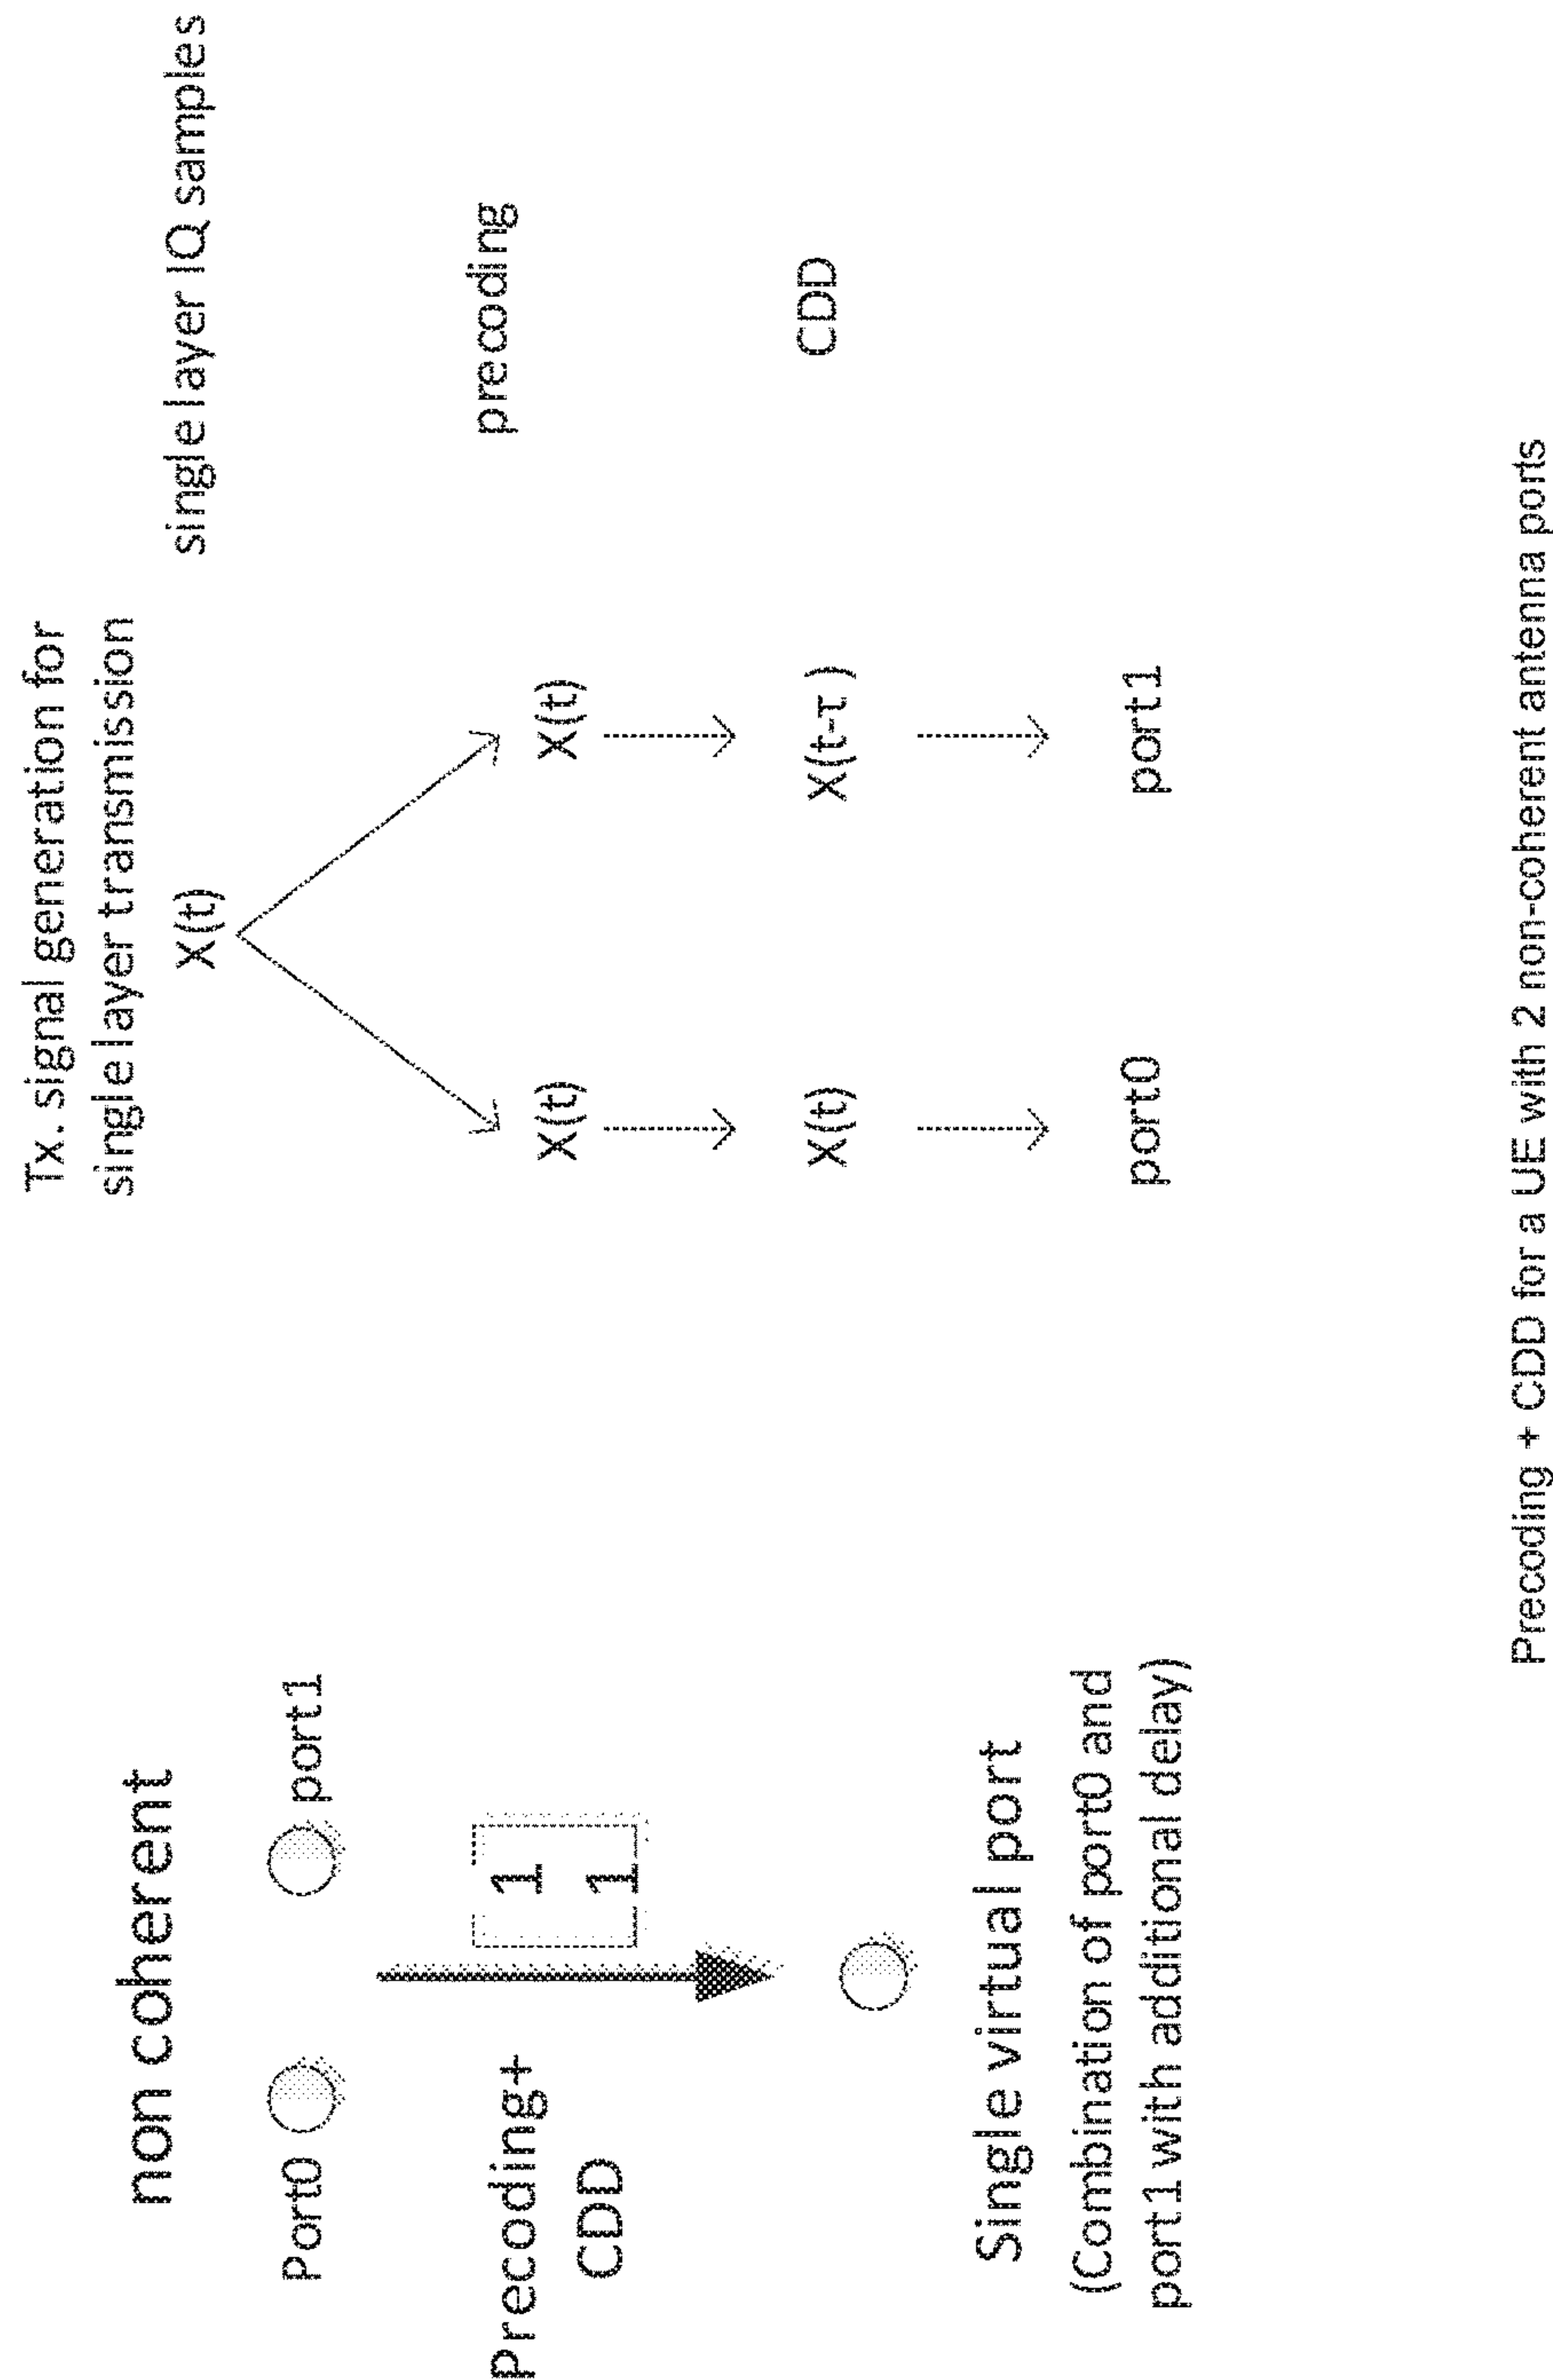 non coherent
Port0
port1
Precoding+
CDD
1
1
Single virtual port
(Combination of port0 and
port1 with additional delay)
Tx. signal generation for
single layer transmission
X(t)
single layer IQ samples
X(t)
X(t)
precoding
X(t)
X(t-τ)
CDD
port0
port1
Precoding + CDD for a UE with 2 non-coherent antenna ports